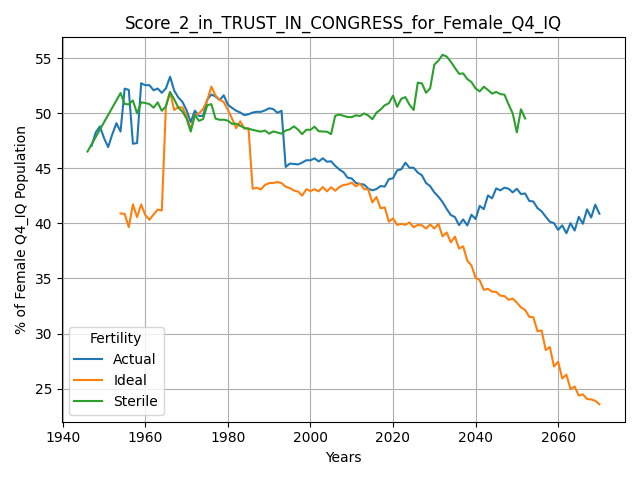 Score_2_in_TRUST_IN_CONGRESS_for_Female_Q4_IQ
% of Female Q4_IQ Population
55
50
45
40
35
30
25
Fertility
Actual
Ideal
Sterile
1940 1960 1980 2000 2020 2040 2060
Years